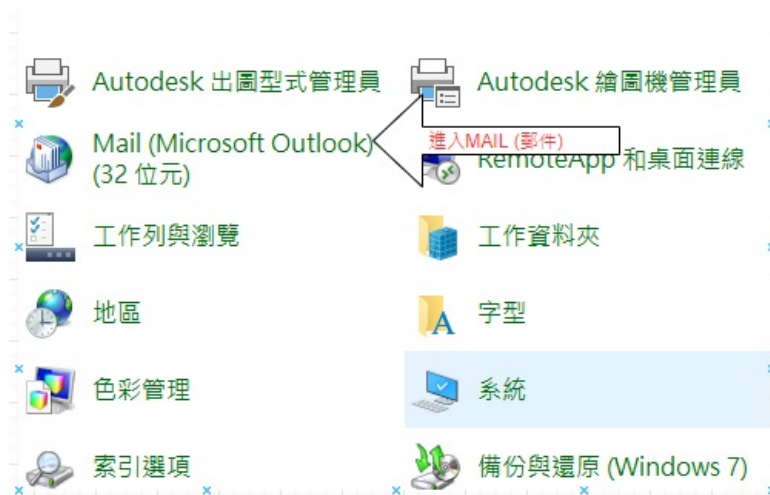 Autodesk 出圖型式管理員
Autodesk 繪圖機管理員
Mail (Microsoft Outlook)
(32 位元)
進入MAIL (郵件)
RemoteApp 和桌面連線
工作列與瀏覽
工作資料夾
地區
字型
色彩管理
系統
索引選項
備份與還原 (Windows 7)